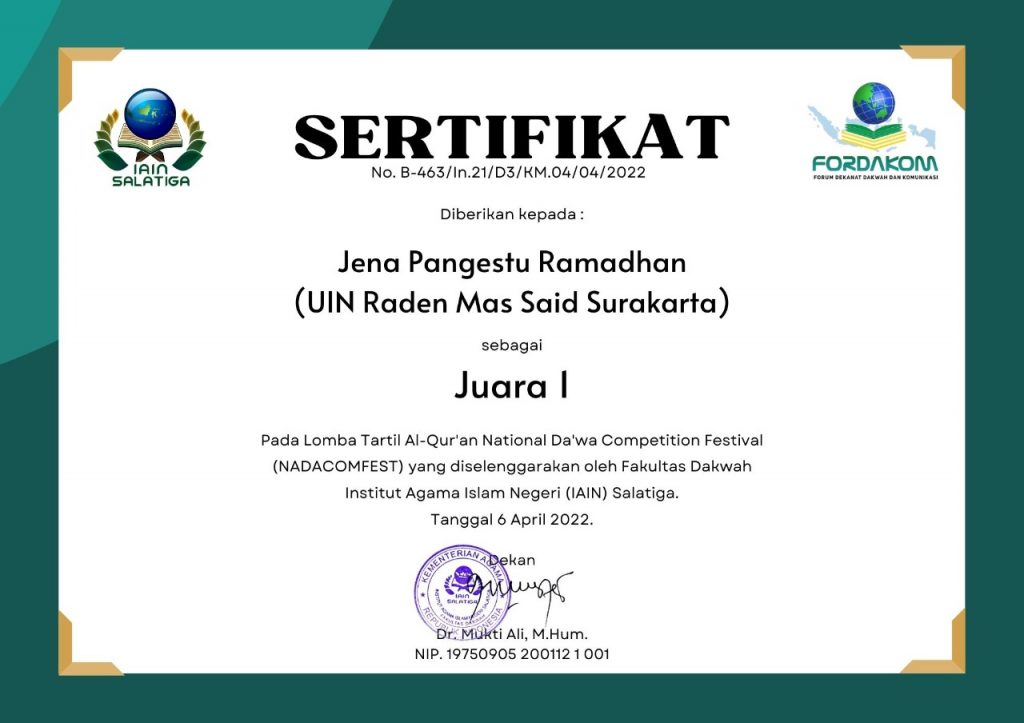 IAIN
SALATIGA
FORDAKOM
FORUM DEKANAT DAKWAH DAN KOMUNIKASI
SERTIFIKAT
No. B-463/In.21/D3/KM.04/04/2022
Diberikan kepada :
Jena Pangestu Ramadhan
(UIN Raden Mas Said Surakarta)
sebagai
Juara 1
Pada Lomba Tartil Al-Qur'an National Da'wa Competition Festival
(NADACOMFEST) yang diselenggarakan oleh Fakultas Dakwah
Institut Agama Islam Negeri (IAIN) Salatiga.
Tanggal 6 April 2022.
Dekan
KEMENTERIAN AGAMA
IAIN
SALATIGA
REPUBLIK INDONESIA
Dr. Mukti Ali, M.Hum.
NIP. 19750905 200112 1 001